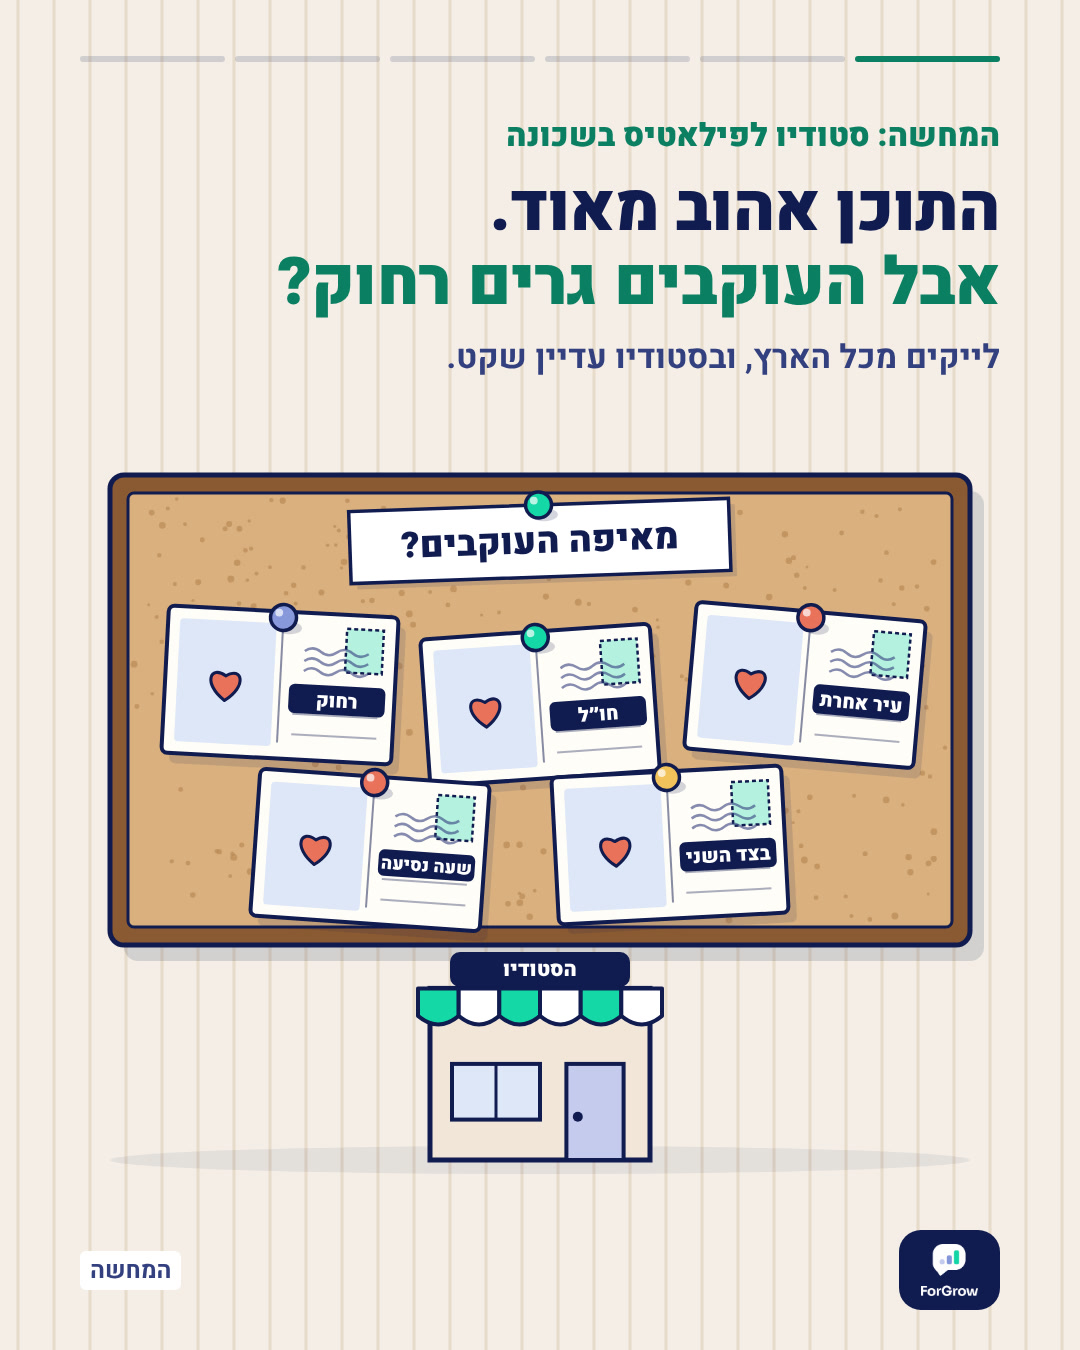 המחשה: סטודיו לפילאטיס בשכונה
התוכן אהוב מאוד.
אבל העוקבים גרים רחוק?
לייקים מכל הארץ, ובסטודיו עדיין שקט.
מאיפה העוקבים?
עיר אחרת
חו״ל
רחוק
בצד השני
שעה נסיעה
הסטודיו
המחשה
ForGrow